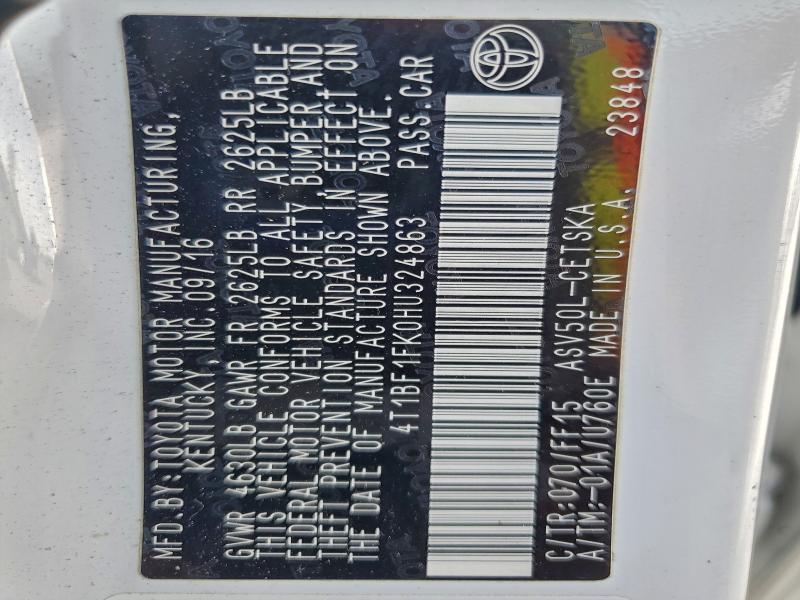 MFD.BY:TOYOTA MOTOR MANUFACTURING,
KENTUCKY, INC 09/16
GVWR 4630LB GAWR FR 2625LB RR 2625LB
THIS VEHICLE CONFORMS TO ALL APPLICABLE
FEDERAL MOTOR VEHICLE SAFETY, BUMPER AND
THEFT PREVENTION STANDARDS IN EFFECT ON
THE DATE OF MANUFACTURE SHOWN ABOVE.
4T1BF1FK0HU324863 PASS.CAR
C/TR:070/FF15 ASV50L-CETSKA
A/TM:-01A/U760E MADE IN U.S.A. 23848